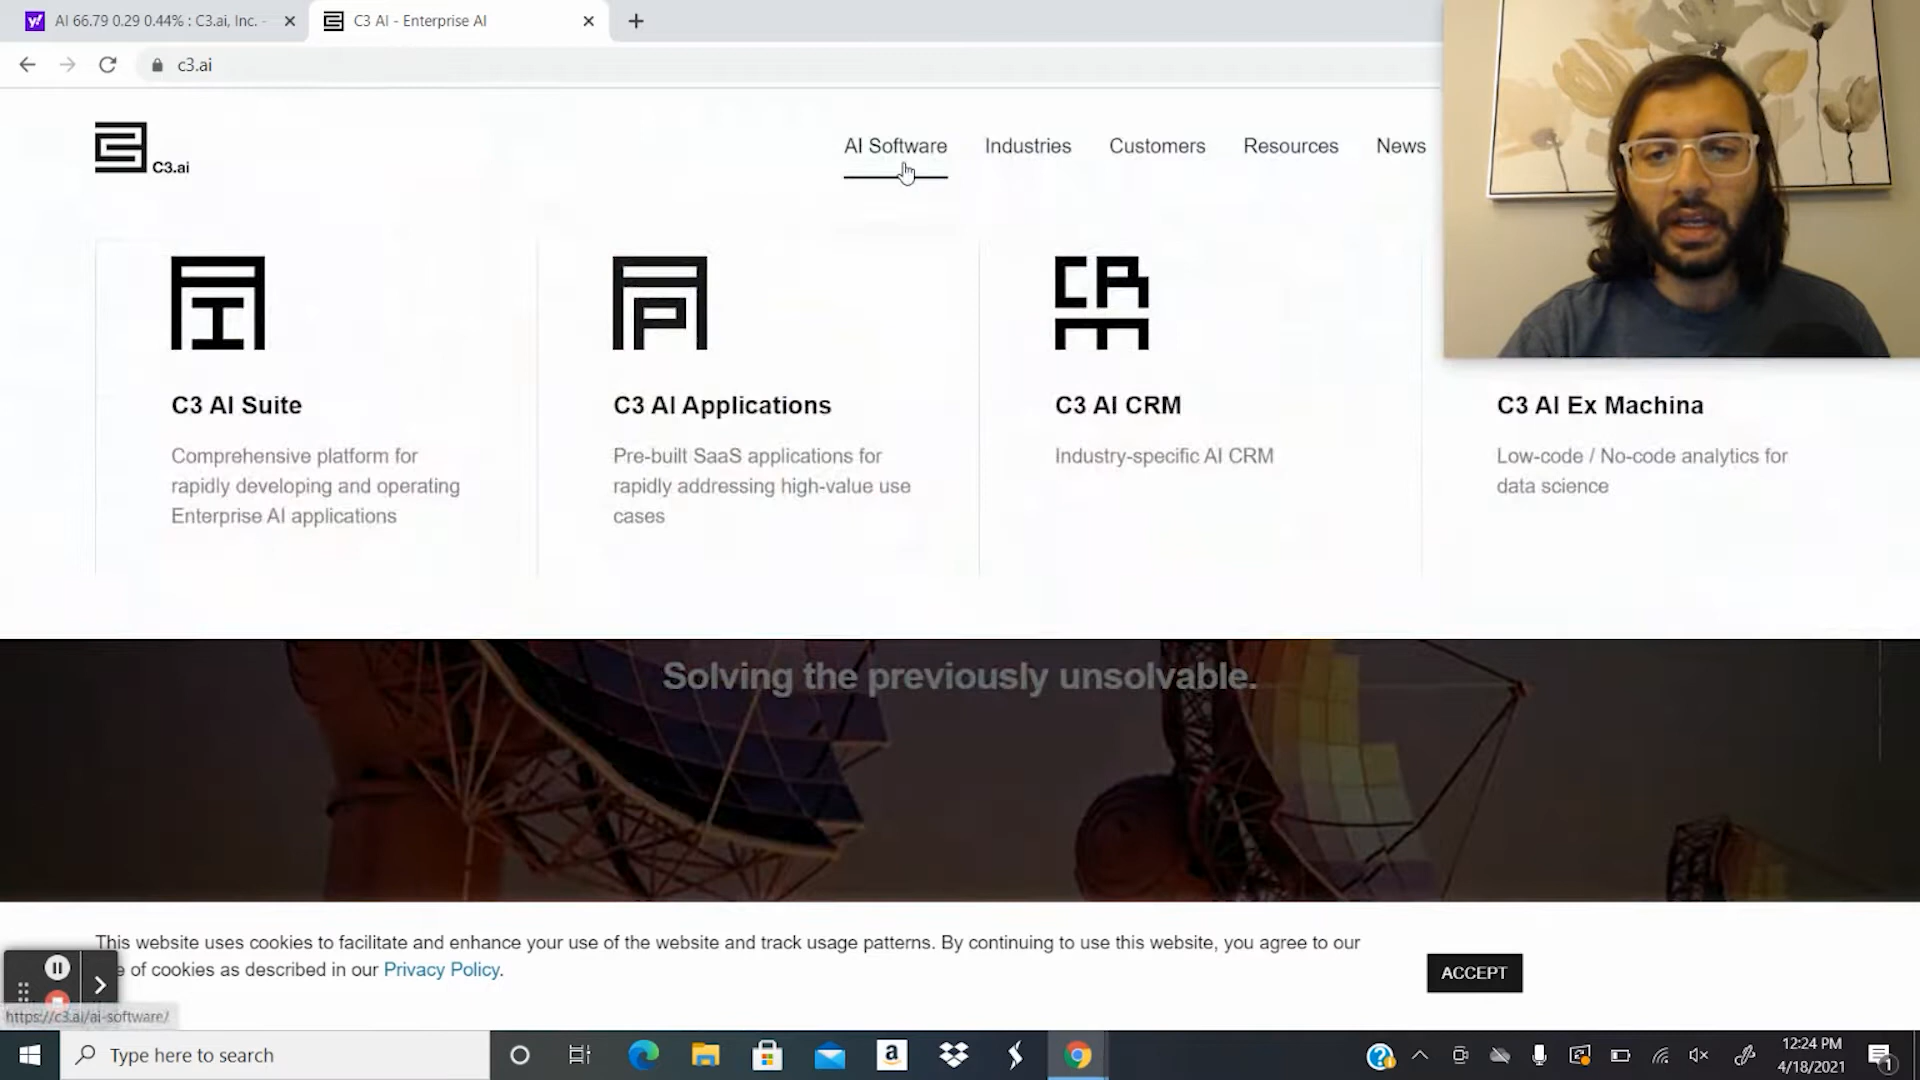 AI 66.79 0.29 0.44% : C3.ai, Inc. -
C3 AI - Enterprise AI
c3.ai
C3.ai
AI Software
Industries
Customers
Resources
News
C3 AI Suite
Comprehensive platform for
rapidly developing and operating
Enterprise AI applications
C3 AI Applications
Pre-built SaaS applications for
rapidly addressing high-value use
cases
CRM
C3 AI CRM
Industry-specific AI CRM
C3 AI Ex Machina
Low-code / No-code analytics for
data science
Solving the previously unsolvable.
This website uses cookies to facilitate and enhance your use of the website and track usage patterns. By continuing to use this website, you agree to our
of cookies as described in our Privacy Policy.
ACCEPT
https://c3.ai/ai-software/
Type here to search
12:24 PM
4/18/2021
1